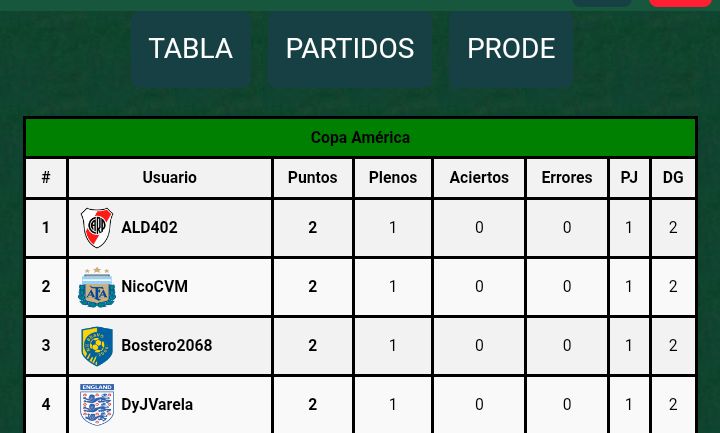 TABLA PARTIDOS PRODE
Copa América
# Usuario Puntos Plenos Aciertos Errores PJ DG
1 ALD402 2 1 0 0 1 2
2 NicoCVM 2 1 0 0 1 2
3 Bostero2068 2 1 0 0 1 2
ENGLAND
4 DyJVarela 2 1 0 0 1 2